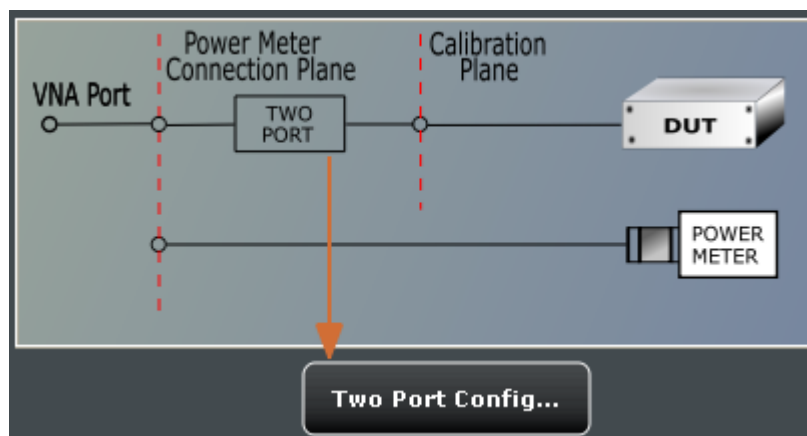 Power Meter
Connection Plane
Calibration
Plane
VNA Port
TWO
PORT
DUT
POWER
METER
Two Port Config...